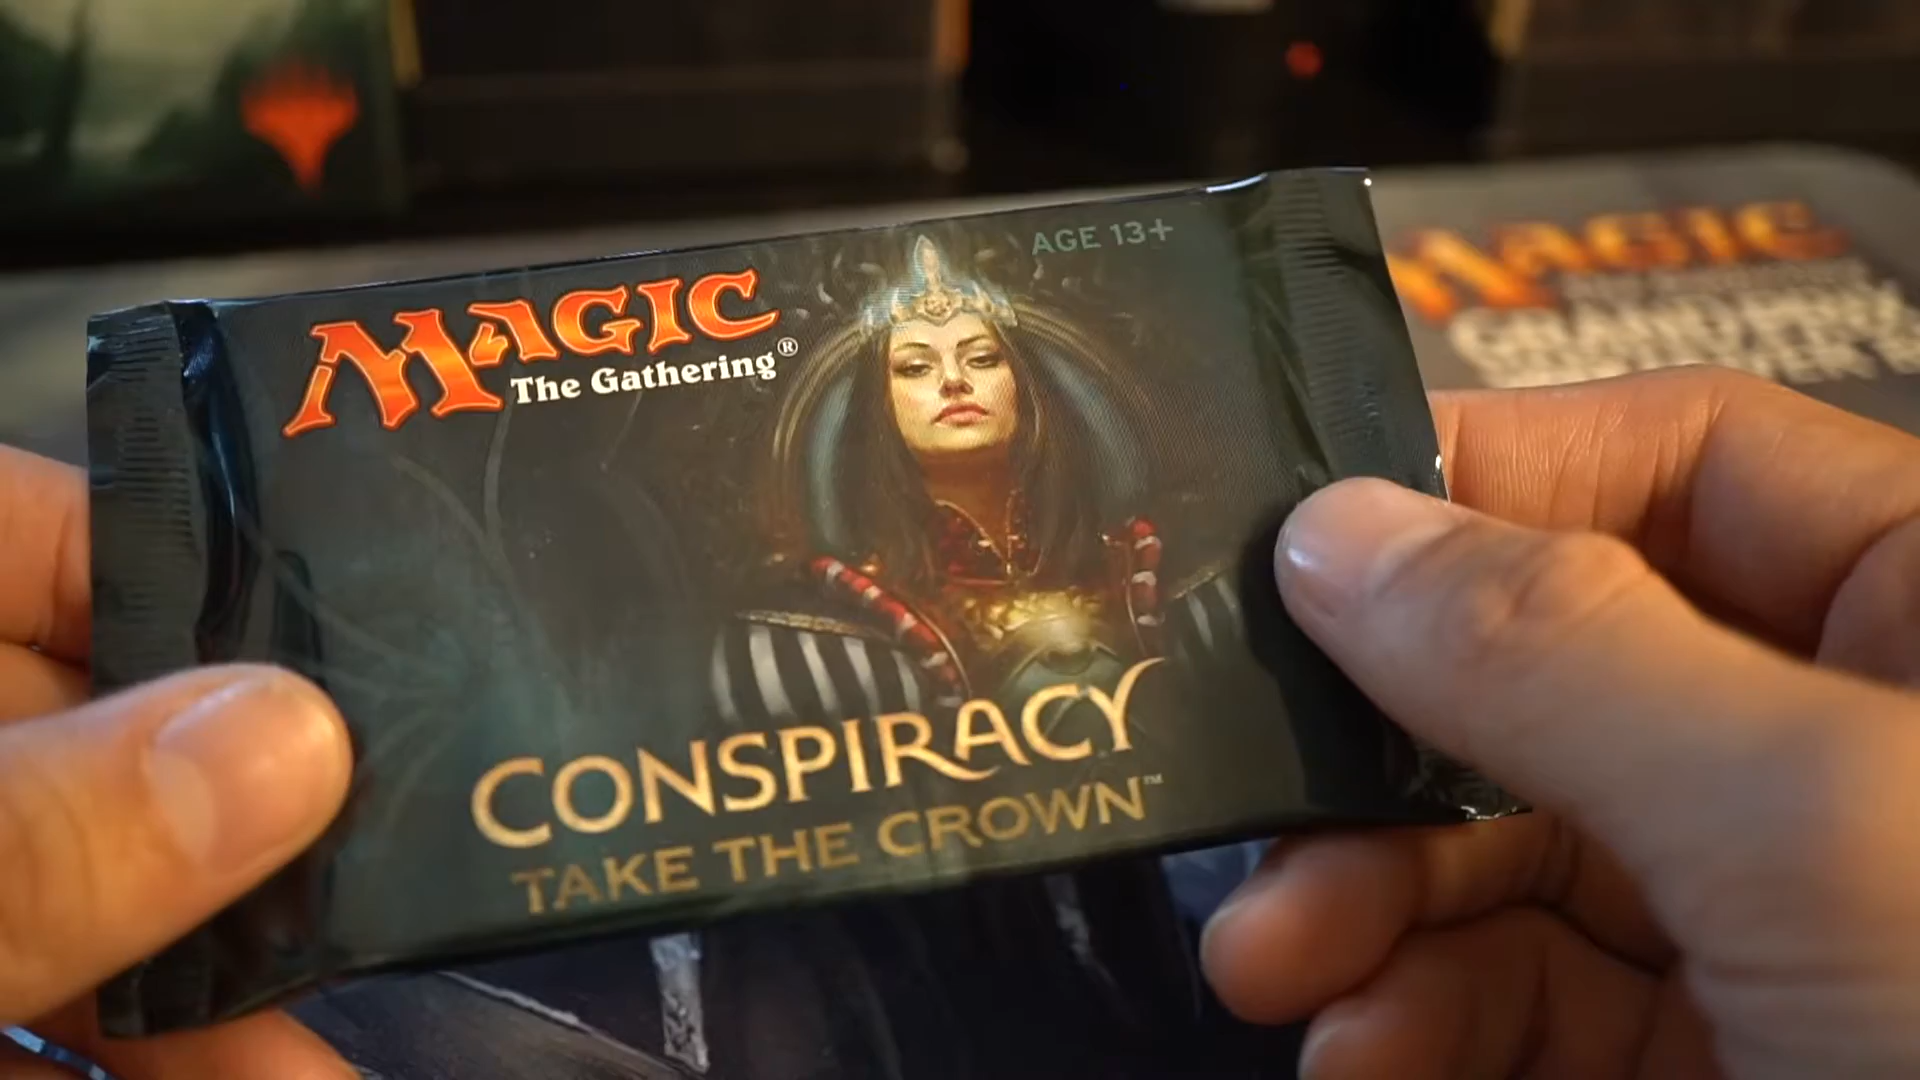 AGE 13+
MAGIC
The Gathering®
CONSPIRACY
TAKE THE CROWN™
MAGIC